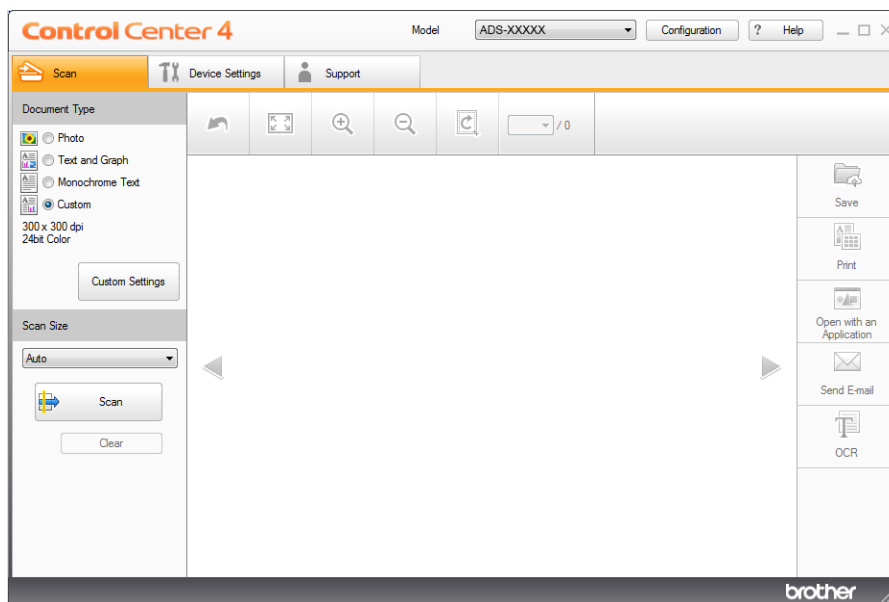 Control Center 4
Model
ADS-XXXXX
Configuration
? Help
Scan
Device Settings
Support
Document Type
Photo
Text and Graph
Monochrome Text
Custom
300 x 300 dpi
24bit Color
Custom Settings
Scan Size
Auto
Scan
Clear
/ 0
Save
Print
Open with an
Application
Send E-mail
OCR
brother